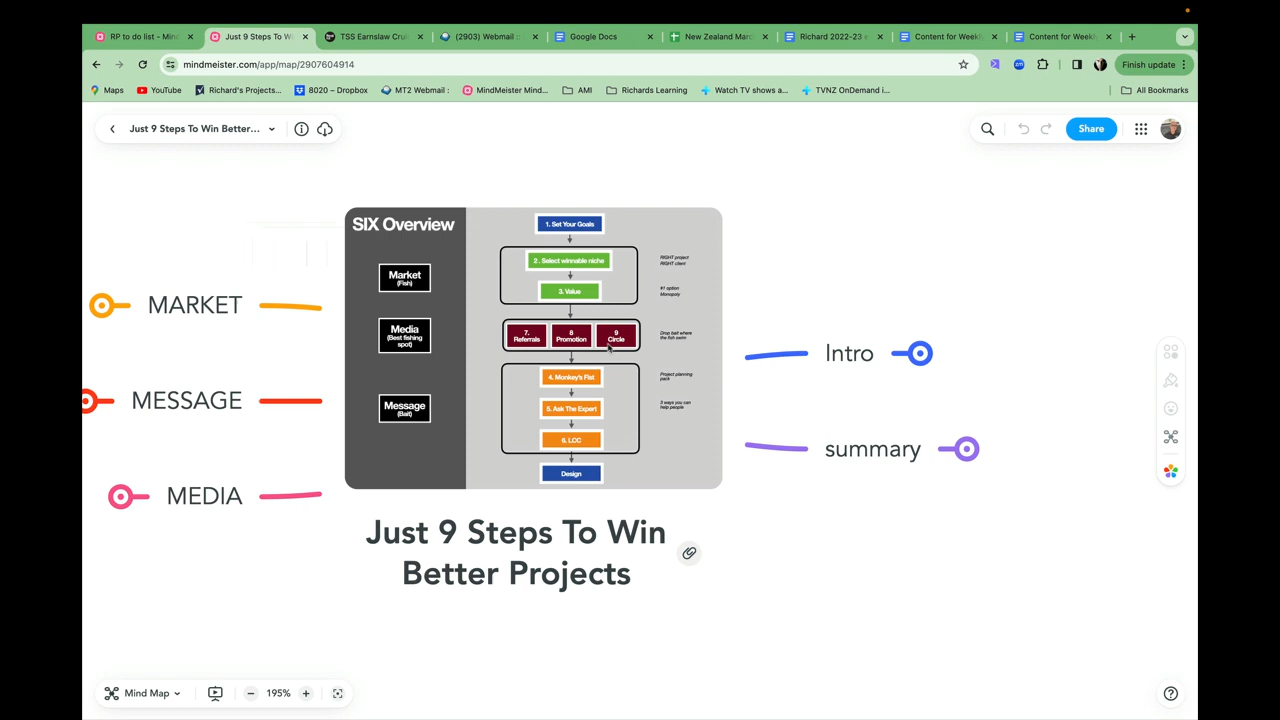 RP to do list - Mind
Just 9 Steps To Wi
TSS Earnslaw Crui
(2903) Webmail ::
Google Docs
New Zealand Marc
Richard 2022-23 e
Content for Weekl
Content for Weekl
mindmeister.com/app/map/2907604914
Finish update
Maps
YouTube
Richard's Projects...
8020 – Dropbox
MT2 Webmail :
MindMeister Mind...
AMI
Richards Learning
Watch TV shows a...
TVNZ OnDemand i...
All Bookmarks
Just 9 Steps To Win Better...
Share
SIX Overview
1. Set Your Goals
2 . Select winnable niche
RIGHT project
RIGHT client
Market
(Fish)
3. Value
#1 option
Monopoly
MARKET
Media
(Best fishing
spot)
7.
Referrals
8
Promotion
9
Circle
Drop bait where
the fish swim
Intro
4. Monkey's Fist
Project planning
pack
MESSAGE
Message
(Bait)
5. Ask The Expert
3 ways you can
help people
6. LCC
summary
Design
MEDIA
Just 9 Steps To Win
Better Projects
Mind Map
195%